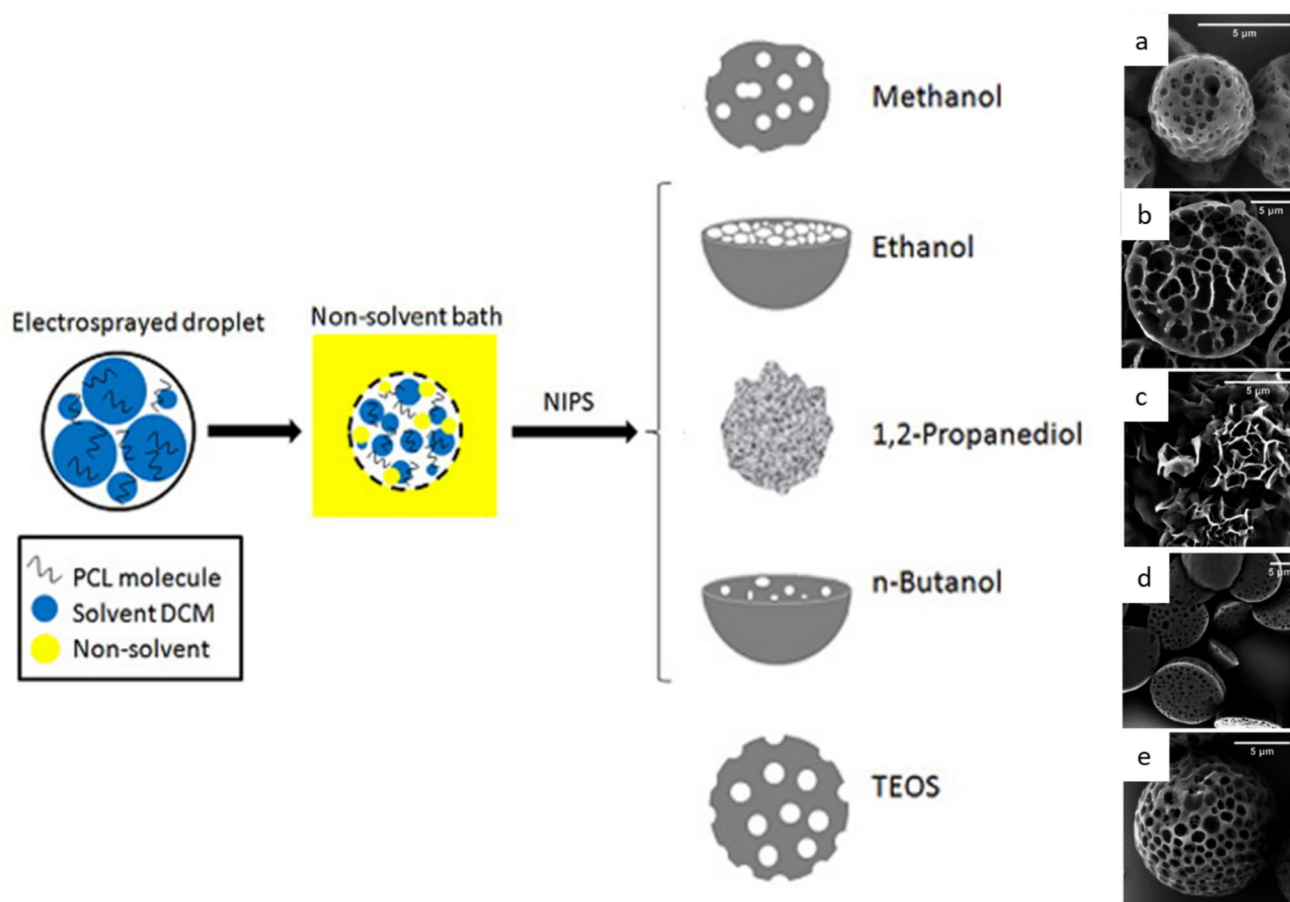 a
5 µm
Methanol
b
5 µm
Ethanol
Electrosprayed droplet
Non-solvent bath
NIPS
c
5 µm
1,2-Propanediol
PCL molecule
Solvent DCM
Non-solvent
d
5 µm
n-Butanol
e
5 µm
TEOS